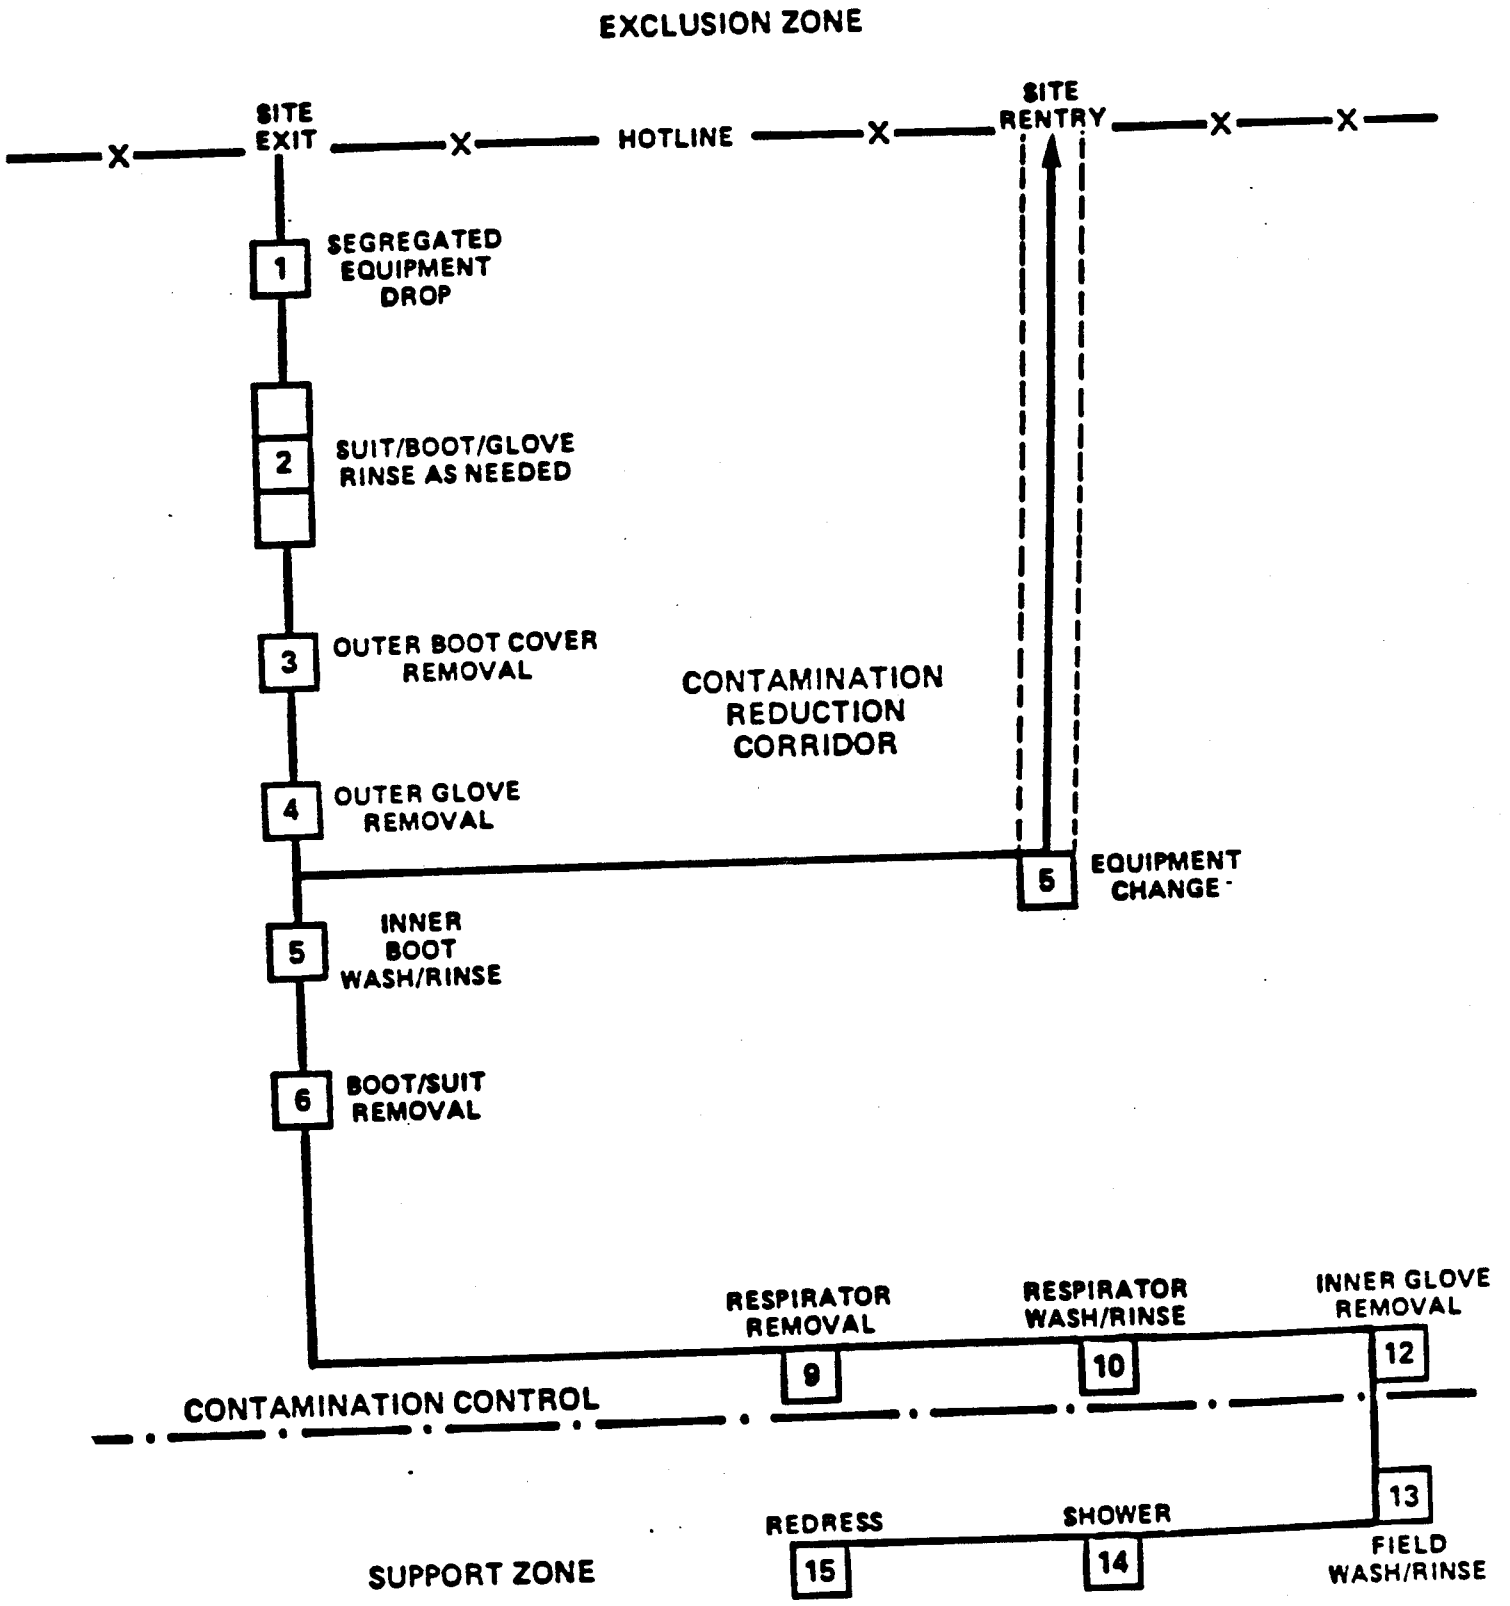 EXCLUSION ZONE
SITE
EXIT
X
X
HOTLINE
X
SITE
RENTRY
X
X
1
SEGREGATED
EQUIPMENT
DROP
2
SUIT/BOOT/GLOVE
RINSE AS NEEDED
3
OUTER BOOT COVER
REMOVAL
CONTAMINATION
REDUCTION
CORRIDOR
4
OUTER GLOVE
REMOVAL
5
EQUIPMENT
CHANGE
5
INNER
BOOT
WASH/RINSE
6
BOOT/SUIT
REMOVAL
RESPIRATOR
REMOVAL
9
RESPIRATOR
WASH/RINSE
10
INNER GLOVE
REMOVAL
12
CONTAMINATION CONTROL
13
FIELD
WASH/RINSE
SHOWER
14
REDRESS
15
SUPPORT ZONE